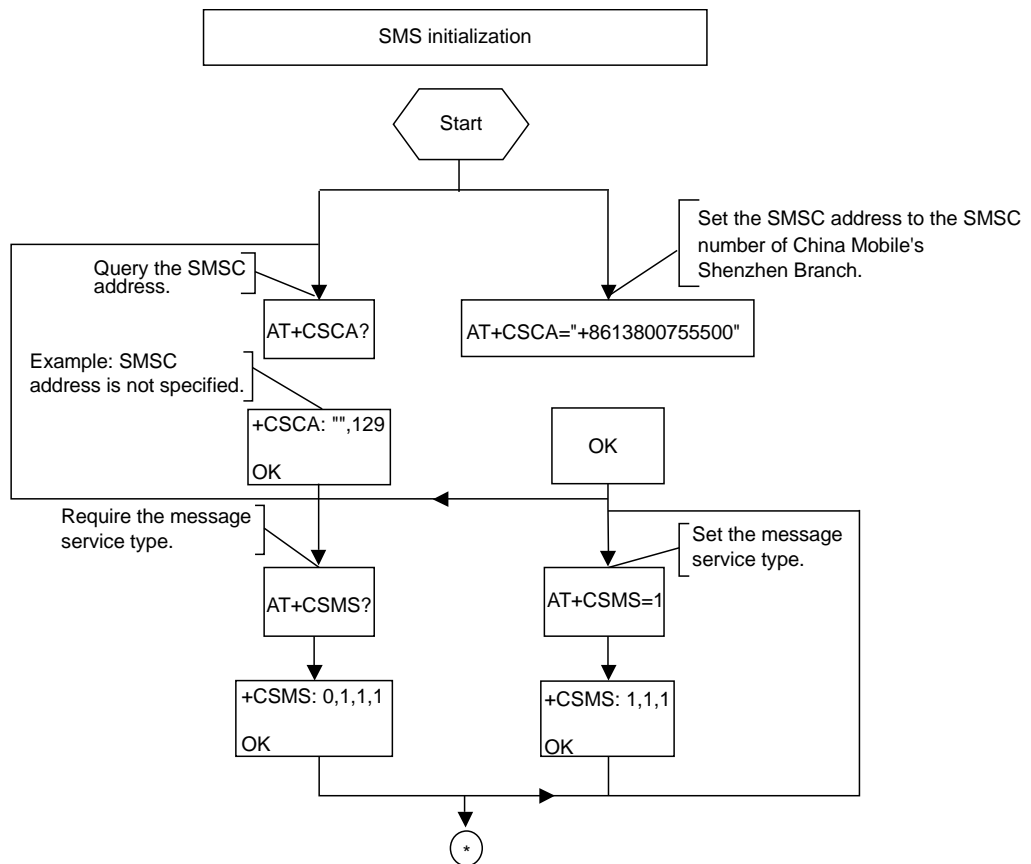 SMS initialization
Start
Set the SMSC address to the SMSC
number of China Mobile's
Shenzhen Branch.
Query the SMSC
address.
AT+CSCA?
AT+CSCA="+8613800755500"
Example: SMSC
address is not specified.
+CSCA: "",129
OK
OK
Require the message
service type.
Set the message
service type.
AT+CSMS?
AT+CSMS=1
+CSMS: 0,1,1,1
OK
+CSMS: 1,1,1
OK
*